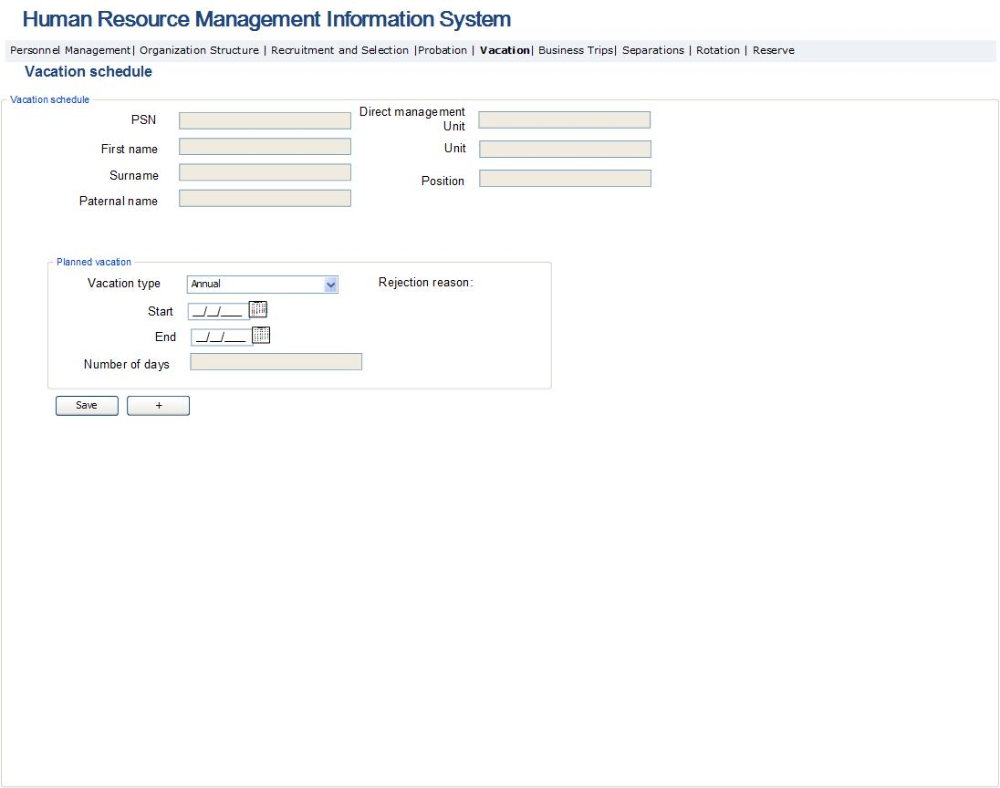 Human Resource Management Information System
Personnel Management| Organization Structure | Recruitment and Selection |Probation | Vacation| Business Trips| Separations | Rotation | Reserve
Vacation schedule
Vacation schedule
PSN
First name
Surname
Paternal name
Direct management
Unit
Unit
Position
Planned vacation
Vacation type Annual
Rejection reason:
Start __/__/____
End __/__/____
Number of days
Save +